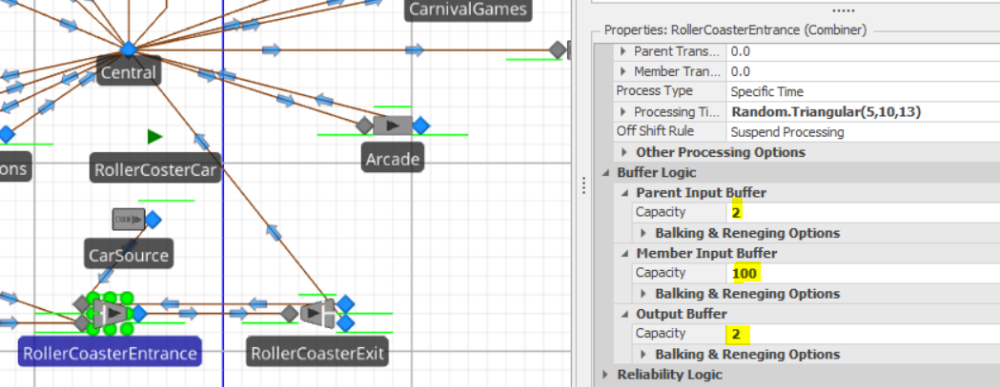 CarnivalGames
Central
ons
RollerCosterCar
Arcade
CarSource
RollerCoasterEntrance
RollerCoasterExit
Properties: RollerCoasterEntrance (Combiner)
Parent Trans... 0.0
Member Tran... 0.0
Process Type Specific Time
Processing Ti... Random.Triangular(5,10,13)
Off Shift Rule Suspend Processing
Other Processing Options
Buffer Logic
Parent Input Buffer
Capacity 2
Balking & Reneging Options
Member Input Buffer
Capacity 100
Balking & Reneging Options
Output Buffer
Capacity 2
Balking & Reneging Options
Reliability Logic